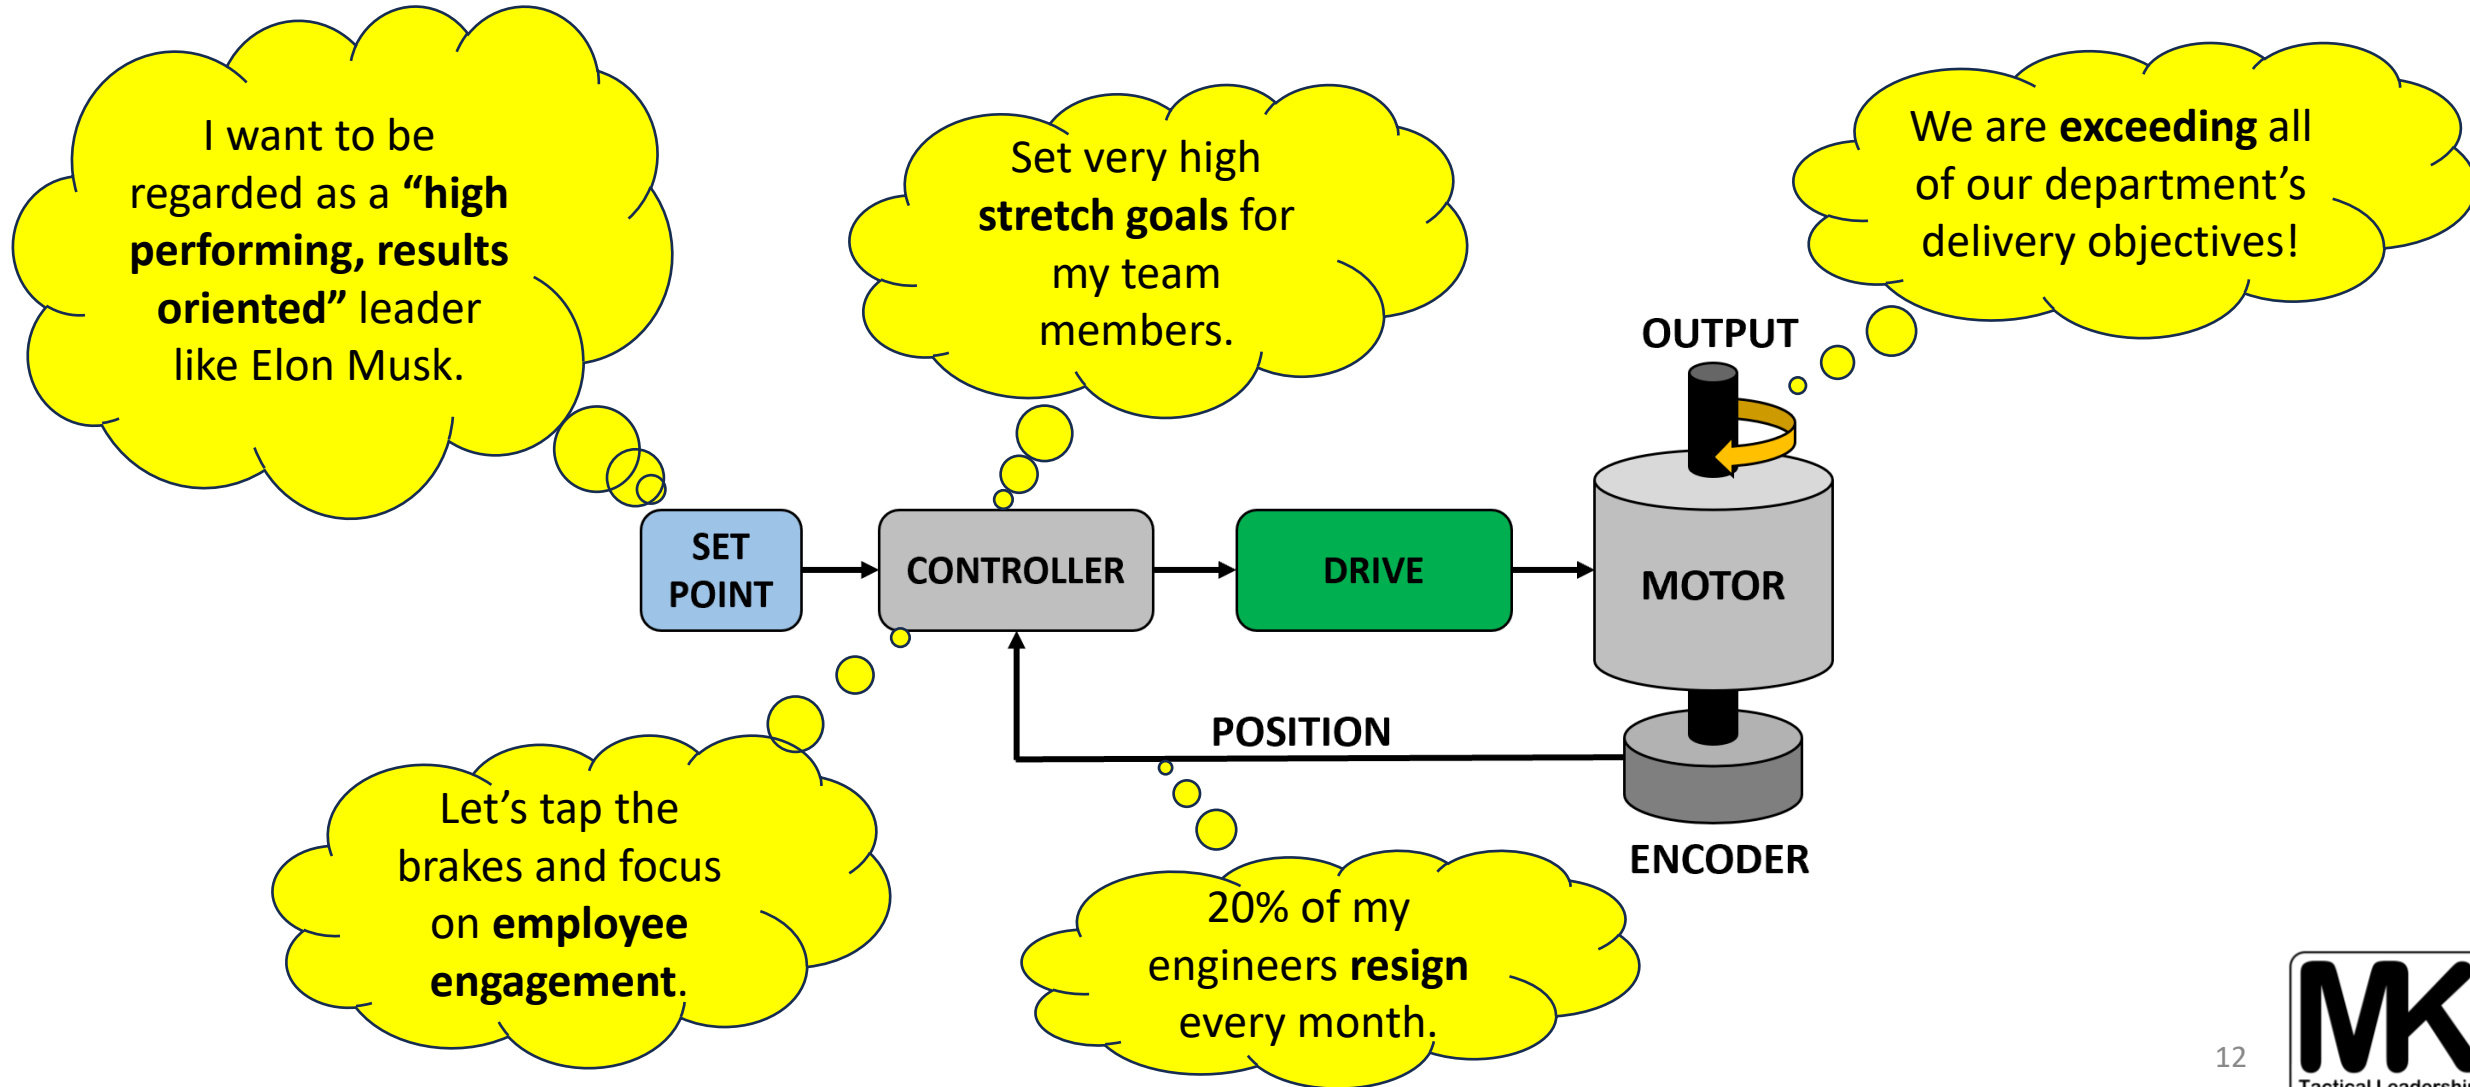 I want to be
regarded as a “high
performing, results
oriented” leader
like Elon Musk.
Set very high
stretch goals for
my team
members.
We are exceeding all
of our department’s
delivery objectives!
OUTPUT
SET
POINT
CONTROLLER
DRIVE
MOTOR
POSITION
ENCODER
Let’s tap the
brakes and focus
on employee
engagement.
20% of my
engineers resign
every month.
12
MK
Tactical Leadership